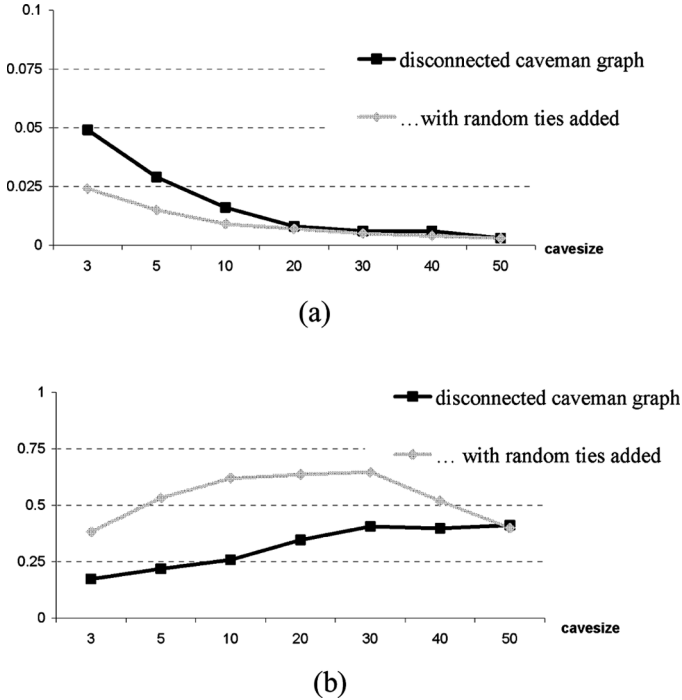 0.1
disconnected caveman graph
0.075
...with random ties added
0.05
0.025
0
cavesize
3 5 10 20 30 40 50
(a)
1
disconnected caveman graph
0.75
... with random ties added
0.5
0.25
0
cavesize
3 5 10 20 30 40 50
(b)